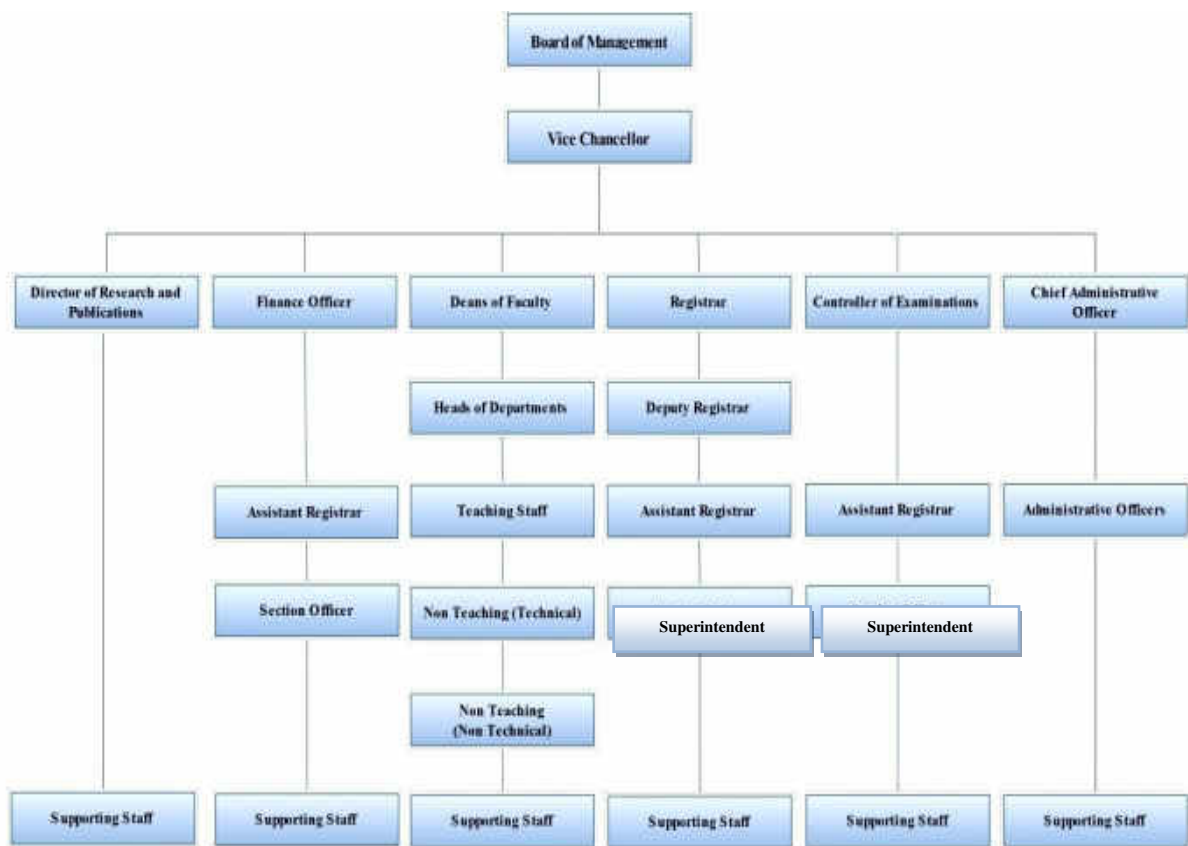 Board of Management
Vice Chancellor
Director of Research and
Publications
Finance Officer
Deans of Faculty
Registrar
Controller of Examinations
Chief Administrative
Officer
Heads of Departments
Deputy Registrar
Assistant Registrar
Teaching Staff
Assistant Registrar
Assistant Registrar
Administrative Officers
Section Officer
Non Teaching (Technical)
Superintendent
Superintendent
Non Teaching
(Non Technical)
Supporting Staff
Supporting Staff
Supporting Staff
Supporting Staff
Supporting Staff
Supporting Staff